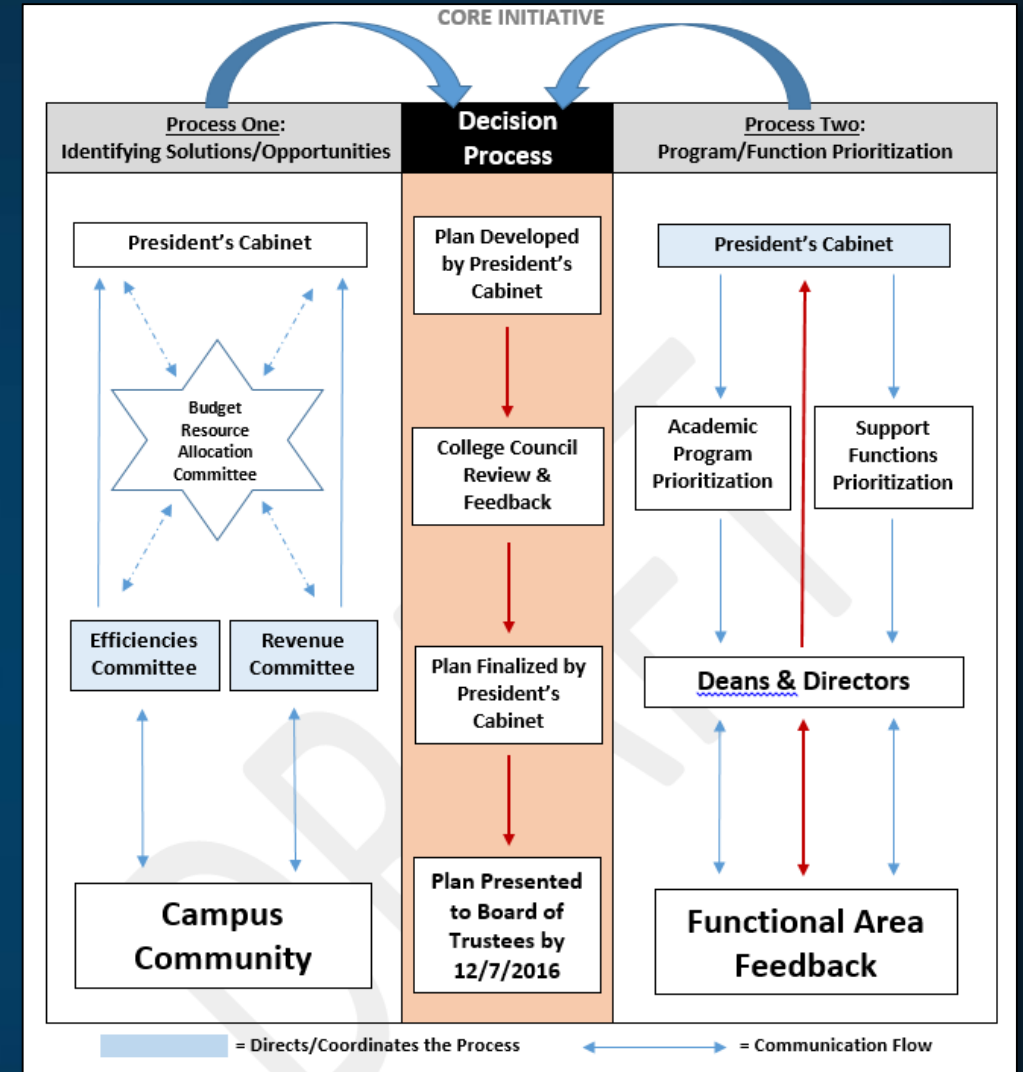 CORE INITIATIVE
Process One:
Identifying Solutions/Opportunities
Decision
Process
Process Two:
Program/Function Prioritization
President's Cabinet
Budget
Resource
Allocation
Committee
Efficiencies
Committee
Revenue
Committee
Campus
Community
Plan Developed
by President's
Cabinet
College Council
Review &
Feedback
Plan Finalized by
President's
Cabinet
Plan Presented
to Board of
Trustees by
12/7/2016
President's Cabinet
Academic
Program
Prioritization
Support
Functions
Prioritization
Deans & Directors
Functional Area
Feedback
= Directs/Coordinates the Process
= Communication Flow
DRAFT